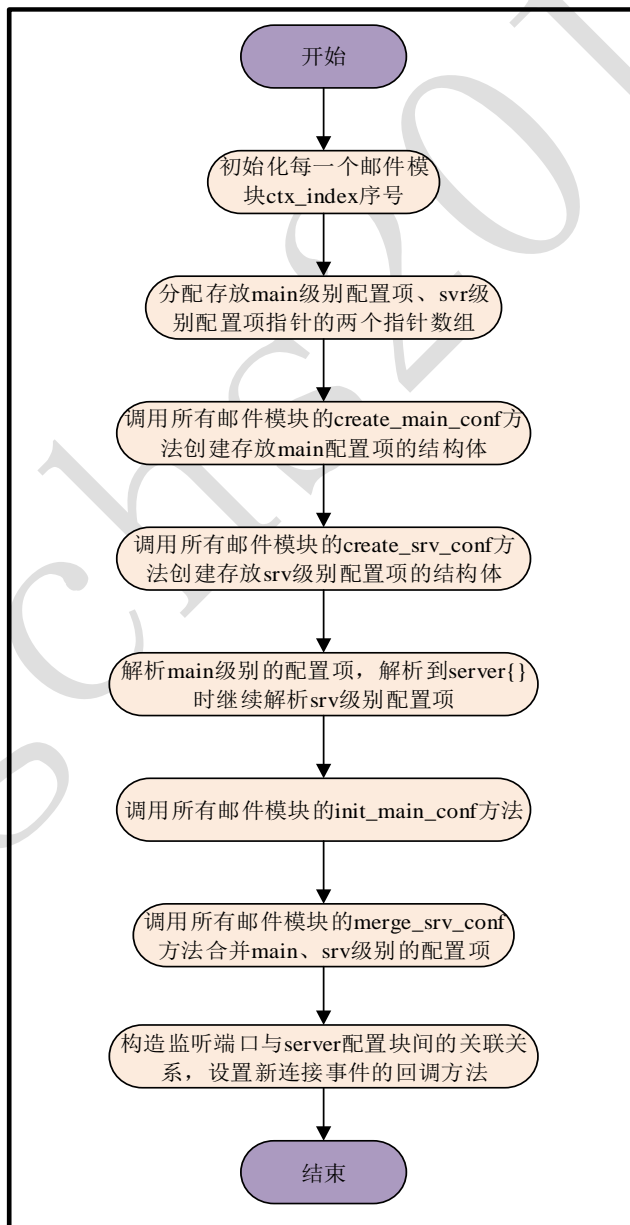 开始
初始化每一个邮件模
块ctx_index序号
分配存放main级别配置项、svr级
别配置项指针的两个指针数组
调用所有邮件模块的create_main_conf方
法创建存放main配置项的结构体
调用所有邮件模块的create_srv_conf方
法创建存放srv级别配置项的结构体
解析main级别的配置项，解析到server{}
时继续解析srv级别配置项
调用所有邮件模块的init_main_conf方法
调用所有邮件模块的merge_srv_conf
方法合并main、srv级别的配置项
构造监听端口与server配置块间的关联关
系，设置新连接事件的回调方法
结束